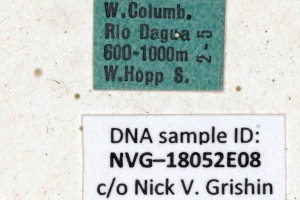 W.Columb.
Rio Dagua
600-1000m
W.Hopp S.
2-5
DNA sample ID:
NVG–18052E08
c/o Nick V. Grishin